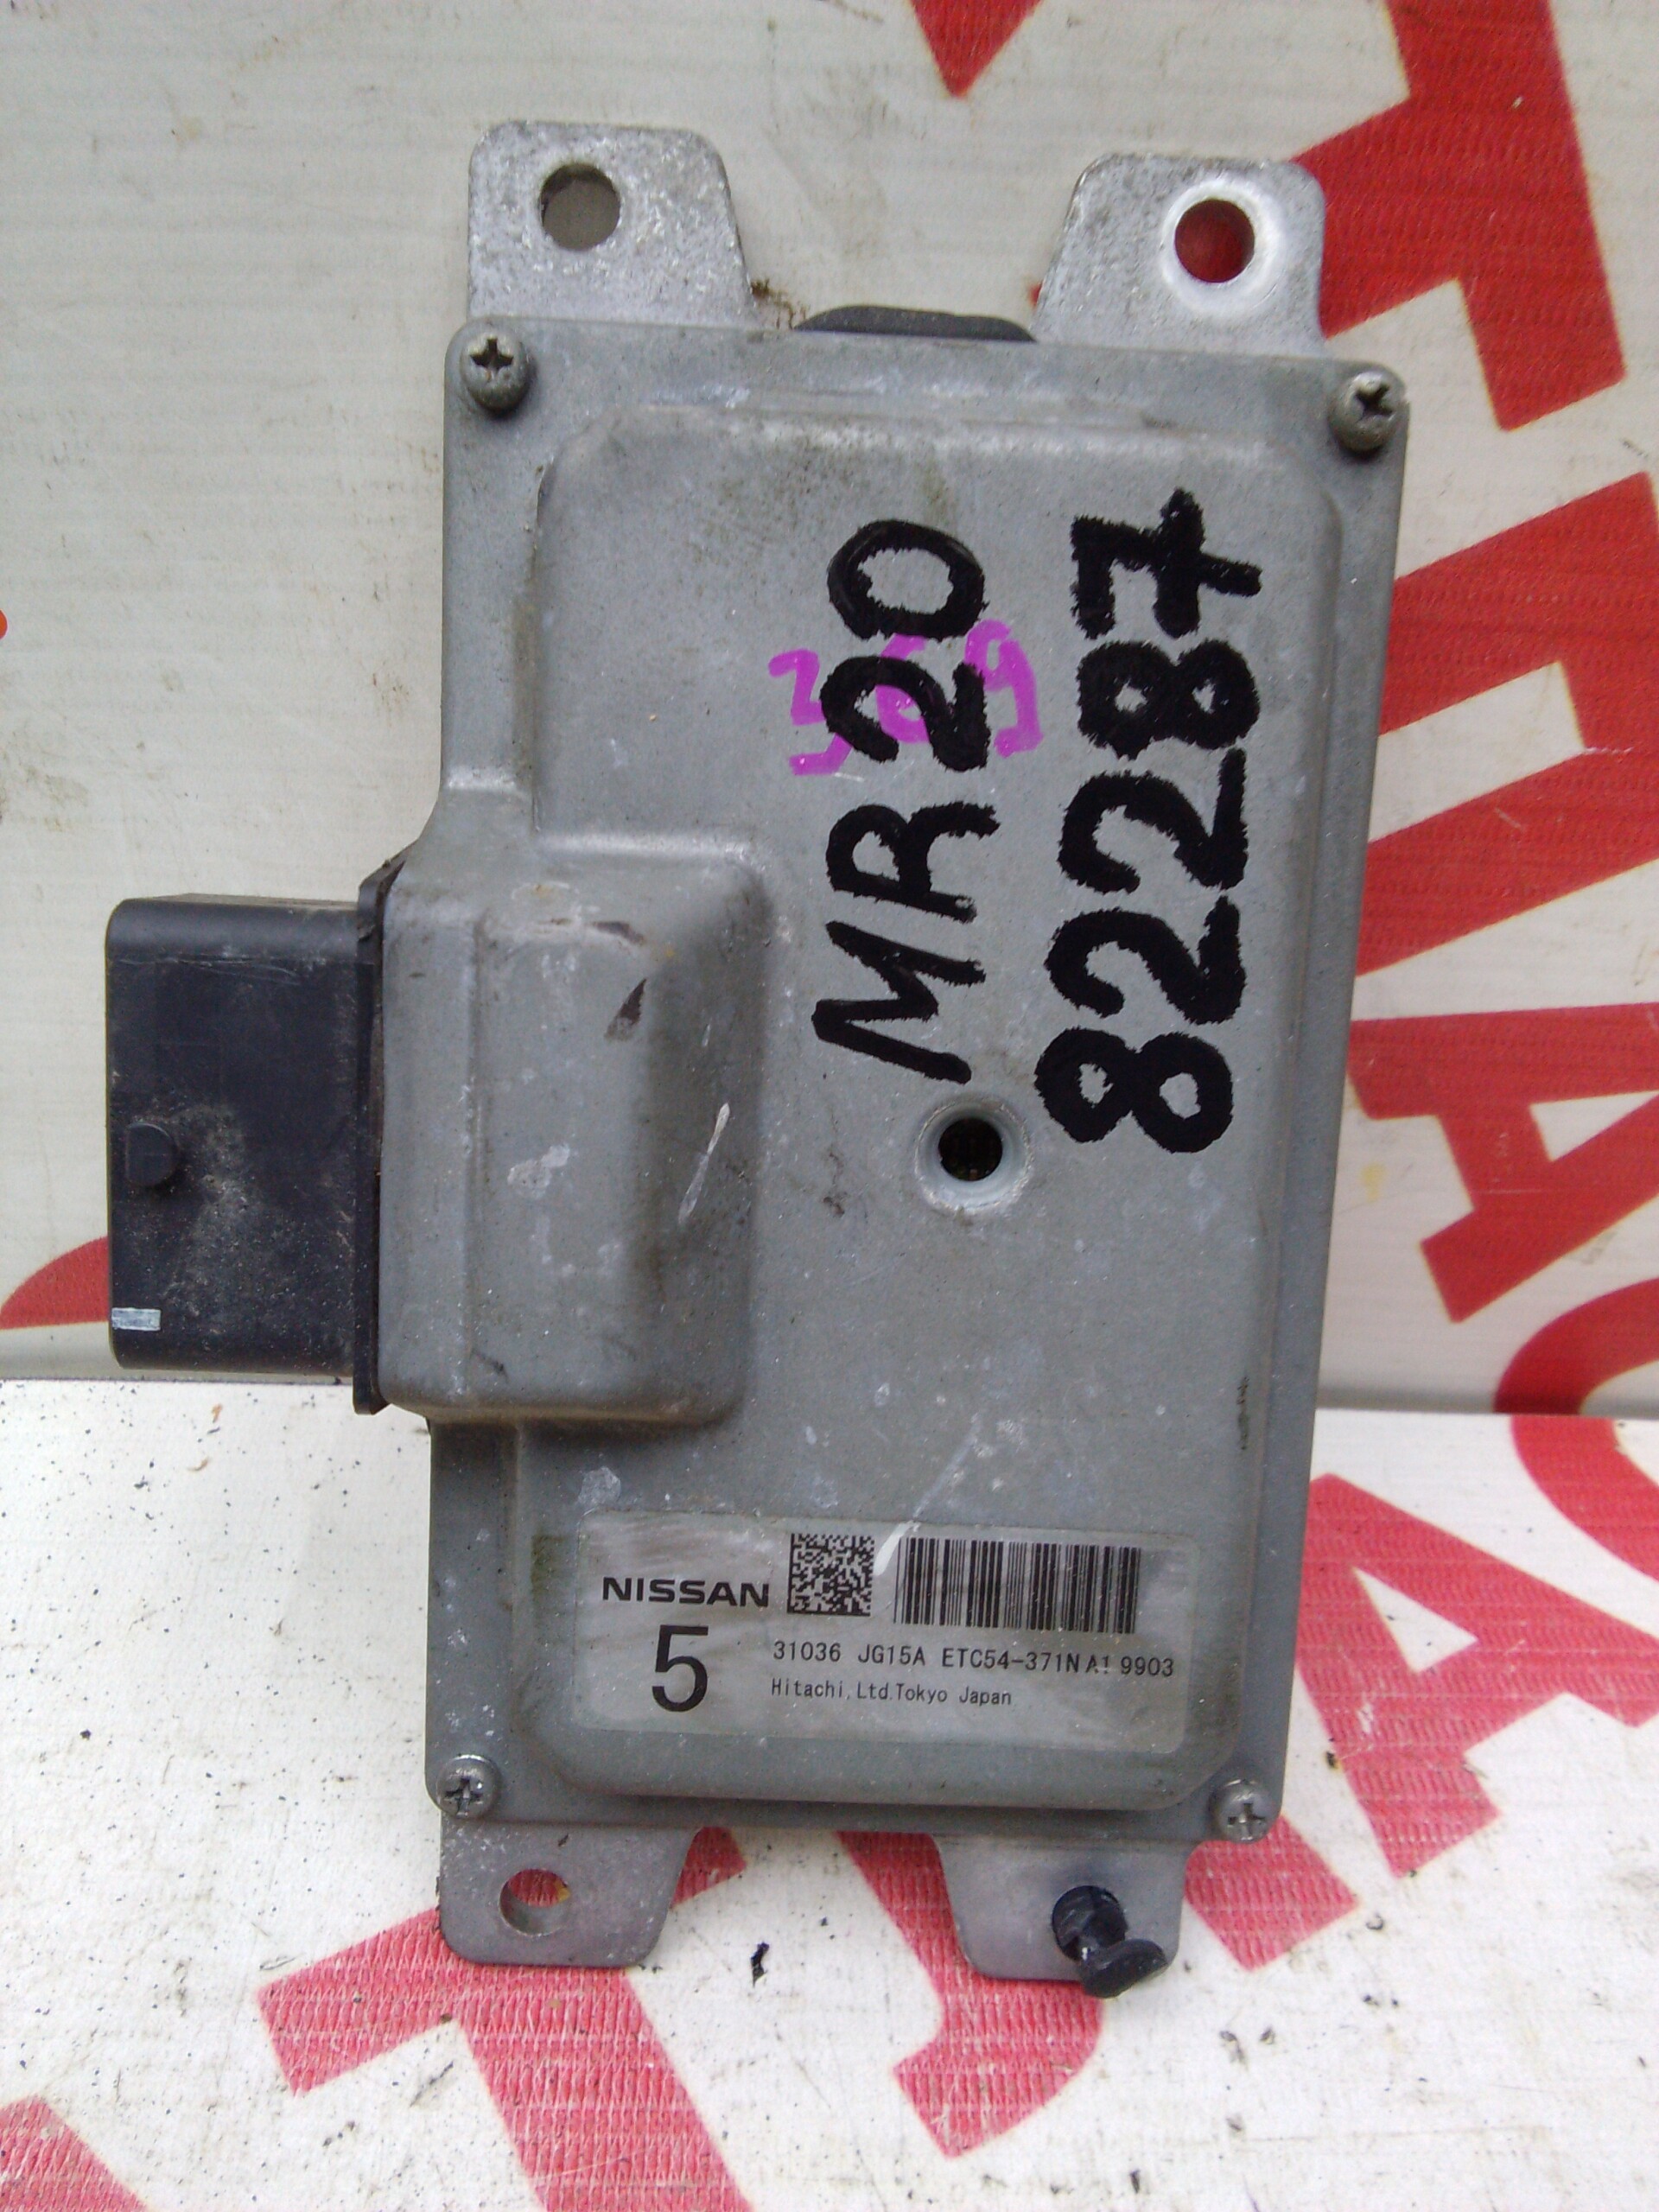 MR20
369
82287
NISSAN
5
31036 JG15A ETC54-371N A1 9903
Hitachi, Ltd. Tokyo Japan